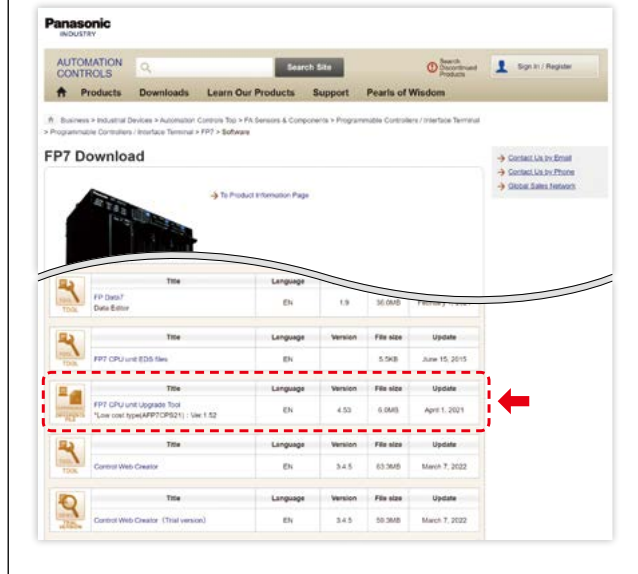 Panasonic
INDUSTRY
AUTOMATION
CONTROLS
Search Site
Search
Discontinued
Products
Sign In / Register
Products Downloads Learn Our Products Support Pearls of Wisdom
Business > Industrial Devices > Automation Controls Top > FA Sensors & Components > Programmable Controllers / Interface Terminal
> Programmable Controllers / Interface Terminal > FP7 > Software
FP7 Download
Contact Us by Email
Contact Us by Phone
Global Sales Network
To Product Information Page
Panasonic
Title Language
TOOL
FP Data7
Data Editor
EN 1.9 36.0MB
Title Language Version File size Update
TOOL
FP7 CPU unit EDS files EN 5.5KB June 15, 2015
Title Language Version File size Update
FILE
FP7 CPU unit Upgrade Tool
*Low cost type(AFP7CPS21) : Ver.1.52
EN 4.53 6.0MB April 1, 2021
Title Language Version File size Update
TOOL
Control Web Creator EN 3.4.5 63.3MB March 7, 2022
Title Language Version File size Update
TRIAL
VERSION
Control Web Creator (Trial version) EN 3.4.5 59.3MB March 7, 2022